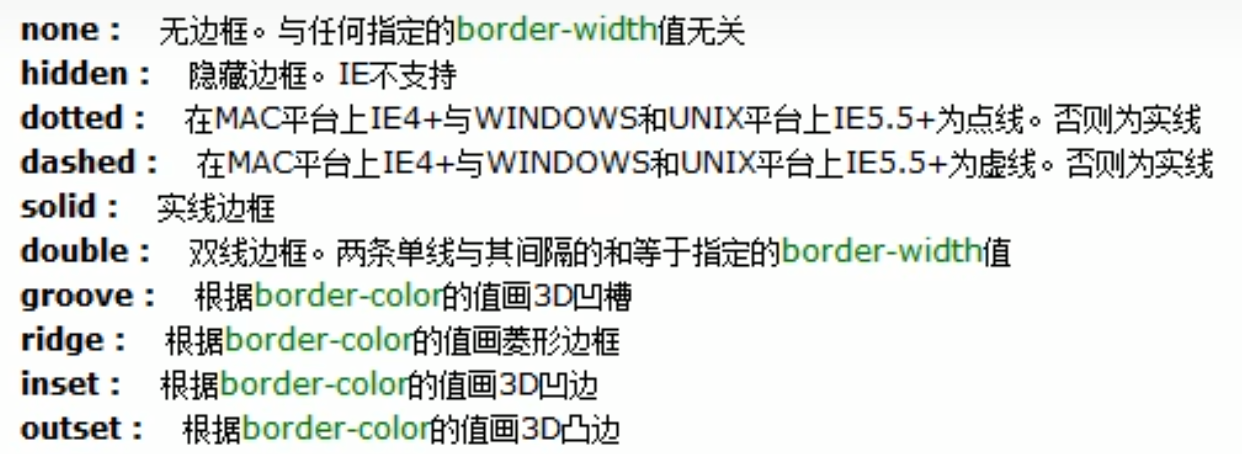 none： 无边框。与任何指定的border-width值无关
hidden： 隐藏边框。IE不支持
dotted： 在MAC平台上IE4+与WINDOWS和UNIX平台上IE5.5+为点线。否则为实线
dashed： 在MAC平台上IE4+与WINDOWS和UNIX平台上IE5.5+为虚线。否则为实线
solid： 实线边框
double： 双线边框。两条单线与其间隔的和等于指定的border-width值
groove： 根据border-color的值画3D凹槽
ridge： 根据border-color的值画菱形边框
inset： 根据border-color的值画3D凹边
outset： 根据border-color的值画3D凸边